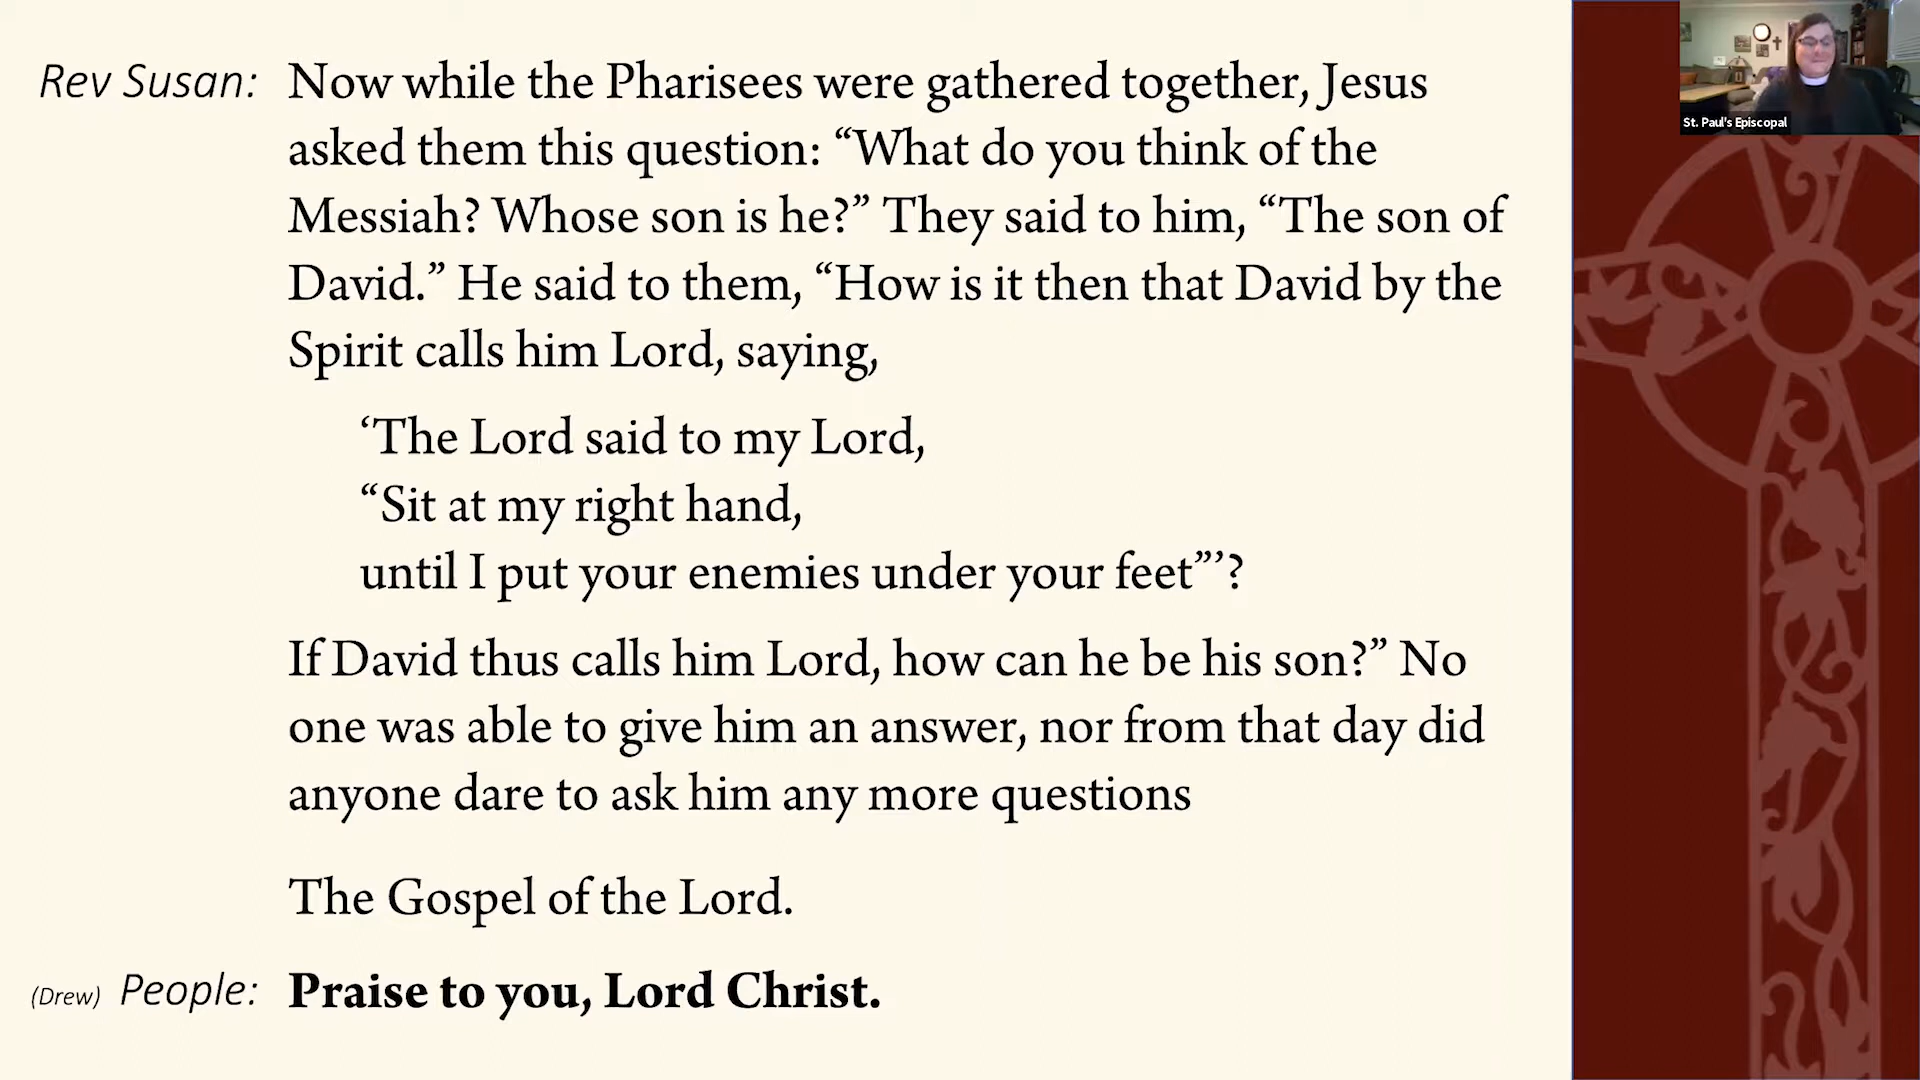 Rev Susan: Now while the Pharisees were gathered together, Jesus
asked them this question: “What do you think of the
Messiah? Whose son is he?” They said to him, “The son of
David.” He said to them, “How is it then that David by the
Spirit calls him Lord, saying,
‘The Lord said to my Lord,
“Sit at my right hand,
until I put your enemies under your feet”’?
If David thus calls him Lord, how can he be his son?” No
one was able to give him an answer, nor from that day did
anyone dare to ask him any more questions
The Gospel of the Lord.
(Drew) People: Praise to you, Lord Christ.
St. Paul's Episcopal